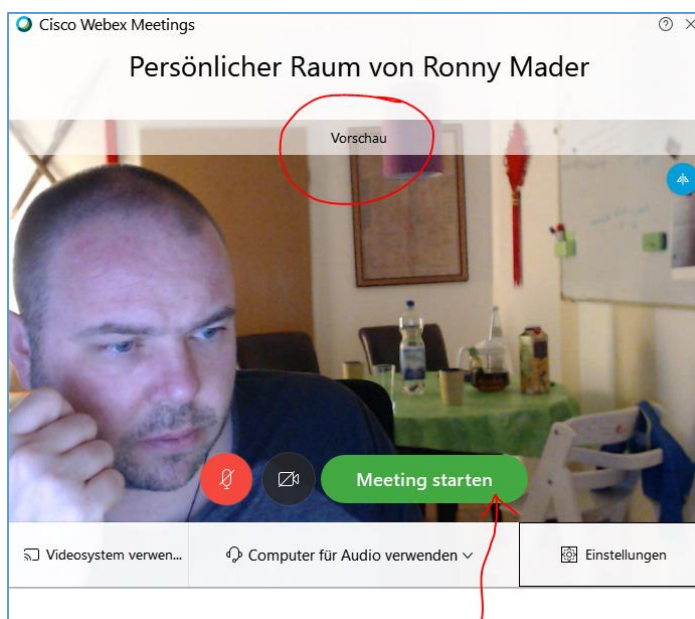 Cisco Webex Meetings
Persönlicher Raum von Ronny Mader
Vorschau
Meeting starten
Videosystem verwen...
Computer für Audio verwenden
Einstellungen